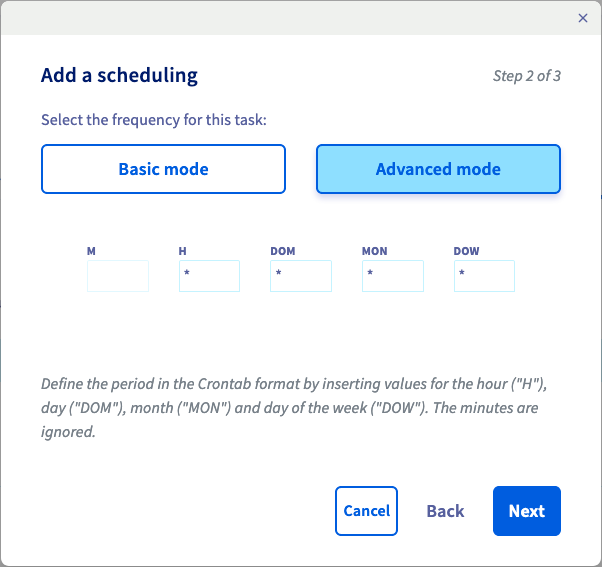 ×
Add a scheduling
Step 2 of 3
Select the frequency for this task:
Basic mode
Advanced mode
M
H
DOM
MON
DOW
*
*
*
*
Define the period in the Crontab format by inserting values for the hour ("H"),
day ("DOM"), month ("MON") and day of the week ("DOW"). The minutes are
ignored.
Cancel
Back
Next